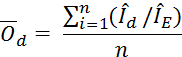 O̅_d = ∑_{i=1}^{n}(Î_d /Î_E) / n